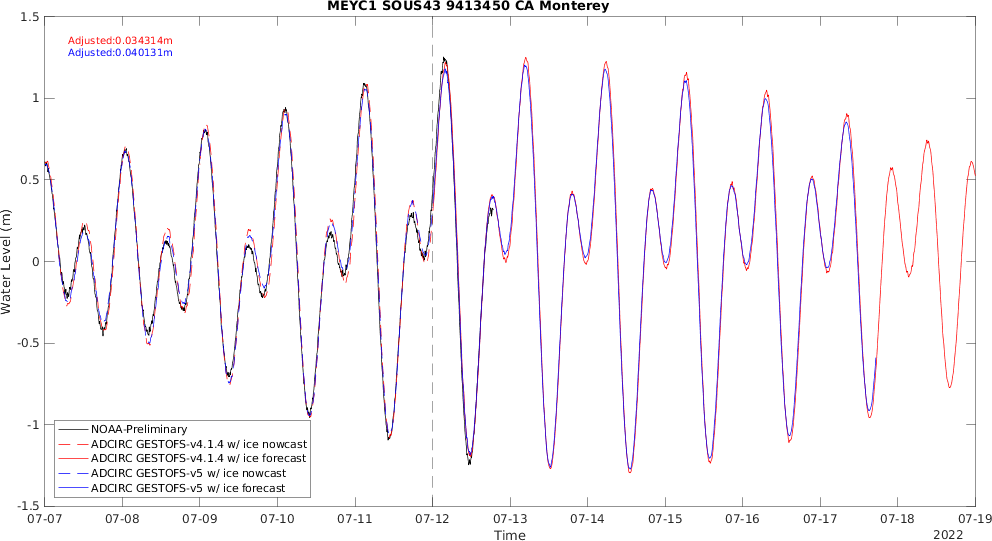 MEYC1 SOUS43 9413450 CA Monterey
Adjusted:0.034314m
Adjusted:0.040131m
1.5
1
0.5
0
-0.5
-1
-1.5
Water Level (m)
NOAA-Preliminary
ADCIRC GESTOFS-v4.1.4 w/ ice nowcast
ADCIRC GESTOFS-v4.1.4 w/ ice forecast
ADCIRC GESTOFS-v5 w/ ice nowcast
ADCIRC GESTOFS-v5 w/ ice forecast
07-07 07-08 07-09 07-10 07-11 07-12 07-13 07-14 07-15 07-16 07-17 07-18 07-19
Time
2022